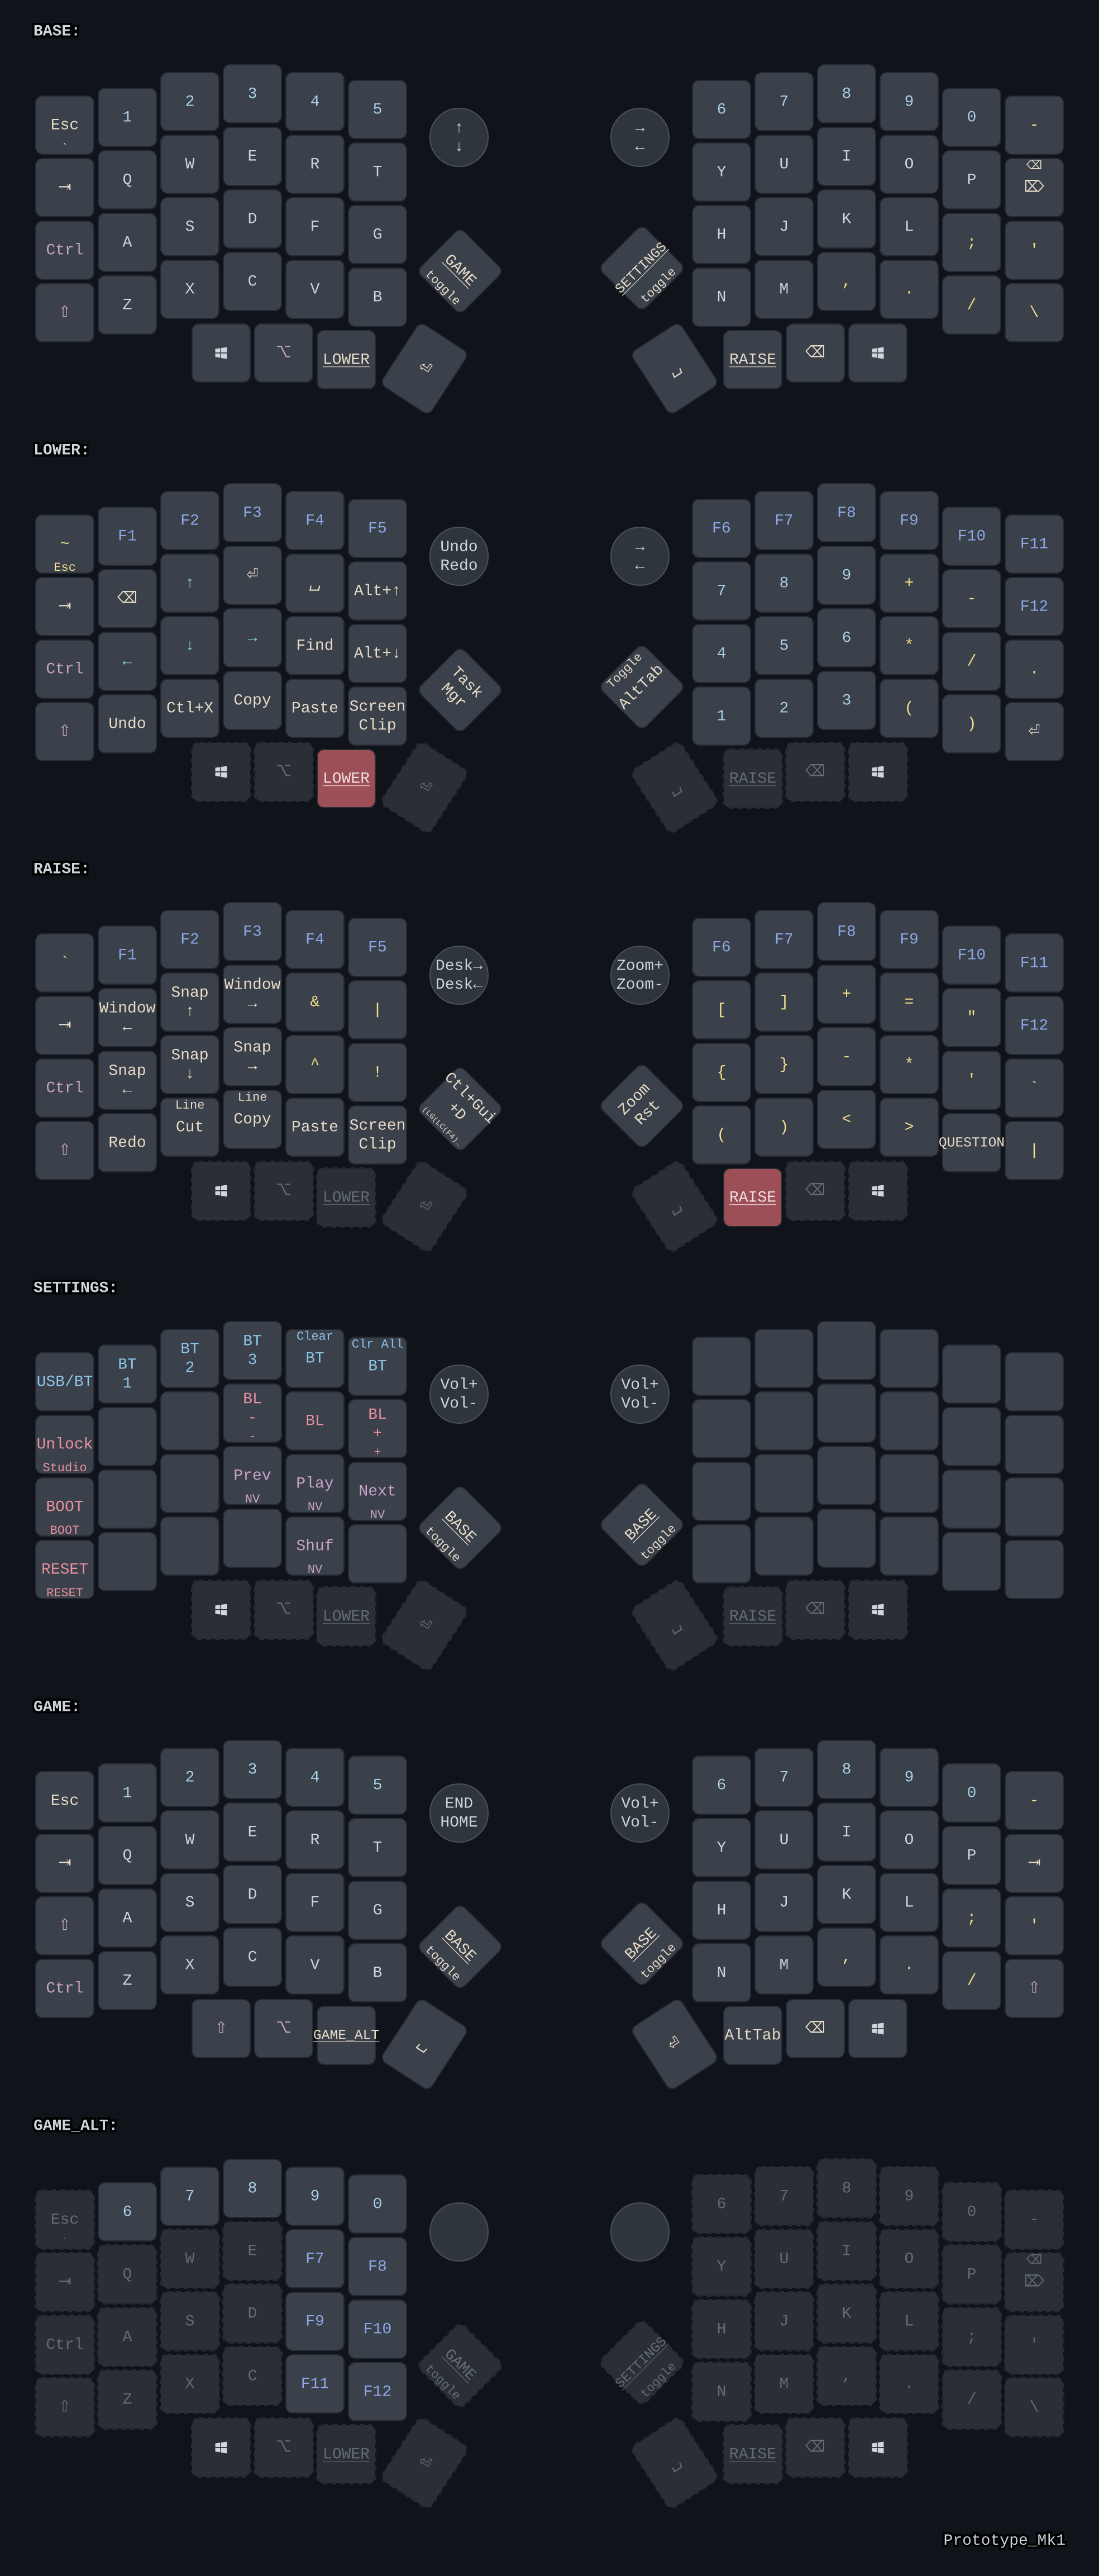 BASE:
Esc 1 2 3 4 5 ↑ → 6 7 8 9 0 -
` ↓ ←
⇥ Q W E R T Y U I O P ⌫
⌦
Ctrl A S D F G GAME SETTINGS H J K L ; '
toggle toggle
⇧ Z X C V B N M , . / \
⌥ LOWER ⏎ ␣ RAISE ⌫
LOWER:
~ F1 F2 F3 F4 F5 Undo → F6 F7 F8 F9 F10 F11
Esc Redo ←
⇥ ⌫ ↑ ⏎ ␣ Alt+↑ 7 8 9 + - F12
Ctrl ← ↓ → Find Alt+↓ Task Toggle 4 5 6 * / .
Mgr AltTab
⇧ Undo Ctl+X Copy Paste Screen 1 2 3 ( ) ⏎
Clip
⌥ LOWER ⏎ ␣ RAISE ⌫
RAISE:
` F1 F2 F3 F4 F5 Desk→ Zoom+ F6 F7 F8 F9 F10 F11
Desk← Zoom-
⇥ Window Snap Window & | [ ] + = " F12
← ↑ →
Ctrl Snap Snap Snap ^ ! Ctl+Gui Zoom { } - * ' `
← ↓ → +D Rst
(LG(LC(F4)
Line Line
⇧ Redo Cut Copy Paste Screen ( ) < > QUESTION |
Clip
⌥ LOWER ⏎ ␣ RAISE ⌫
SETTINGS:
USB/BT BT BT BT Clear Clr All Vol+ Vol+
1 2 3 BT BT Vol- Vol-
Unlock BL BL BL
Studio - +
- +
BOOT Prev Play Next BASE BASE
BOOT NV NV NV toggle toggle
RESET Shuf
RESET NV
⌥ LOWER ⏎ ␣ RAISE ⌫
GAME:
Esc 1 2 3 4 5 END Vol+ 6 7 8 9 0 -
HOME Vol-
⇥ Q W E R T Y U I O P ⇥
⇧ A S D F G BASE BASE H J K L ; '
toggle toggle
Ctrl Z X C V B N M , . / ⇧
⇧ ⌥ GAME_ALT ␣ ⏎ AltTab ⌫
GAME_ALT:
Esc 6 7 8 9 0 6 7 8 9 0 -
`
⇥ Q W E F7 F8 Y U I O P ⌫
⌦
Ctrl A S D F9 F10 GAME SETTINGS H J K L ; '
toggle toggle
⇧ Z X C F11 F12 N M , . / \
⌥ LOWER ⏎ ␣ RAISE ⌫
Prototype_Mk1